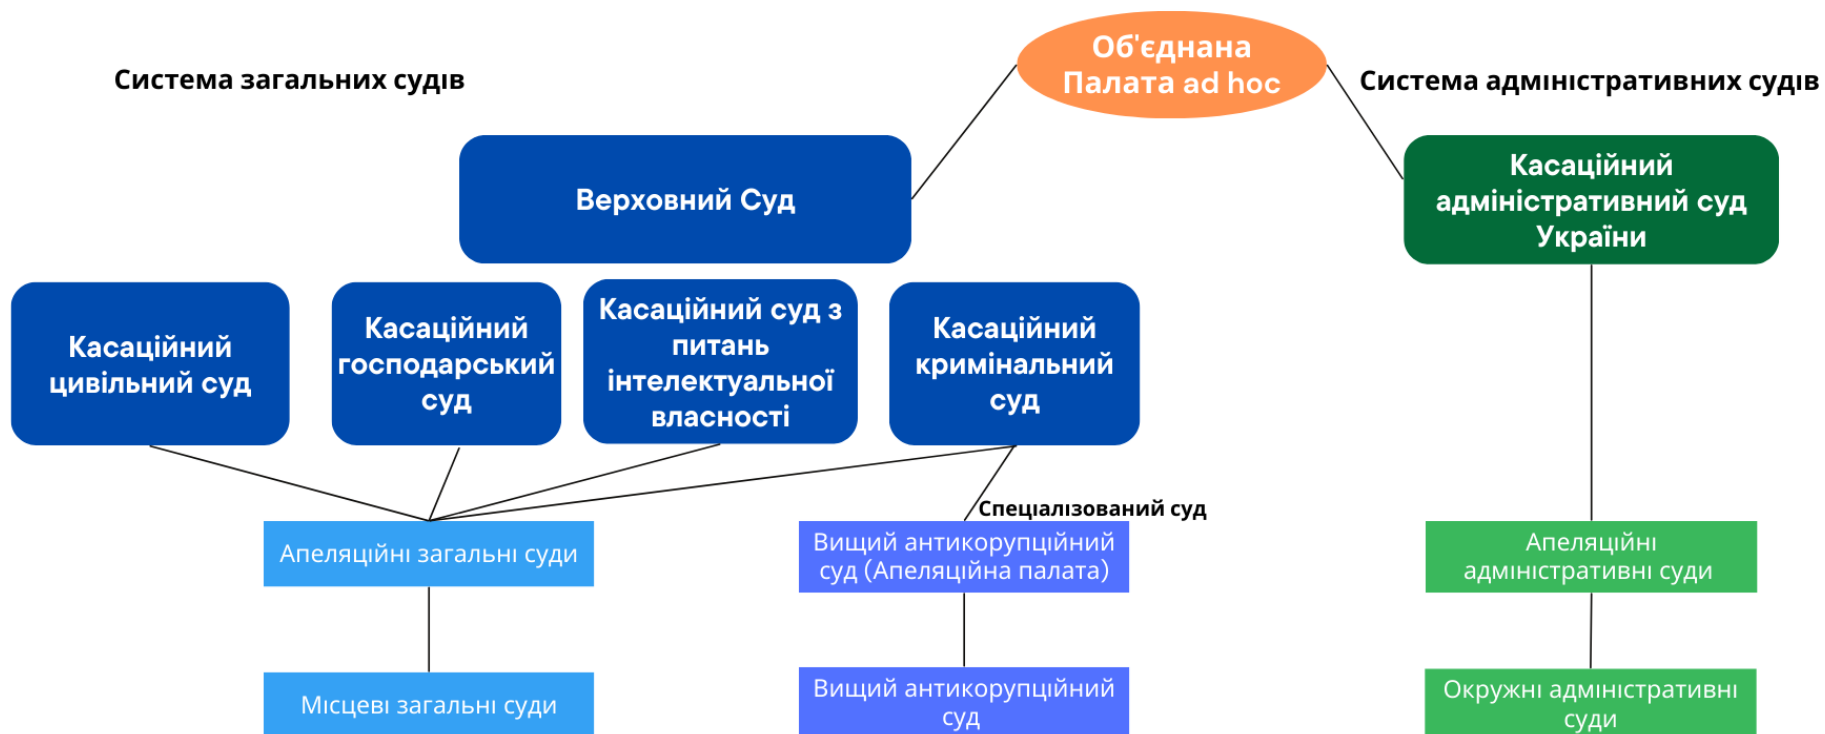 Об'єднана
Палата ad hoc
Система загальних судів
Система адміністративних судів
Верховний Суд
Касаційний
адміністративний суд
України
Касаційний
цивільний суд
Касаційний
господарський
суд
Касаційний суд з
питань
інтелектуальної
власності
Касаційний
кримінальний
суд
Спеціалізований суд
Апеляційні загальні суди
Вищий антикорупційний
суд (Апеляційна палата)
Апеляційні
адміністративні суди
Місцеві загальні суди
Вищий антикорупційний
суд
Окружні адміністративні
суди